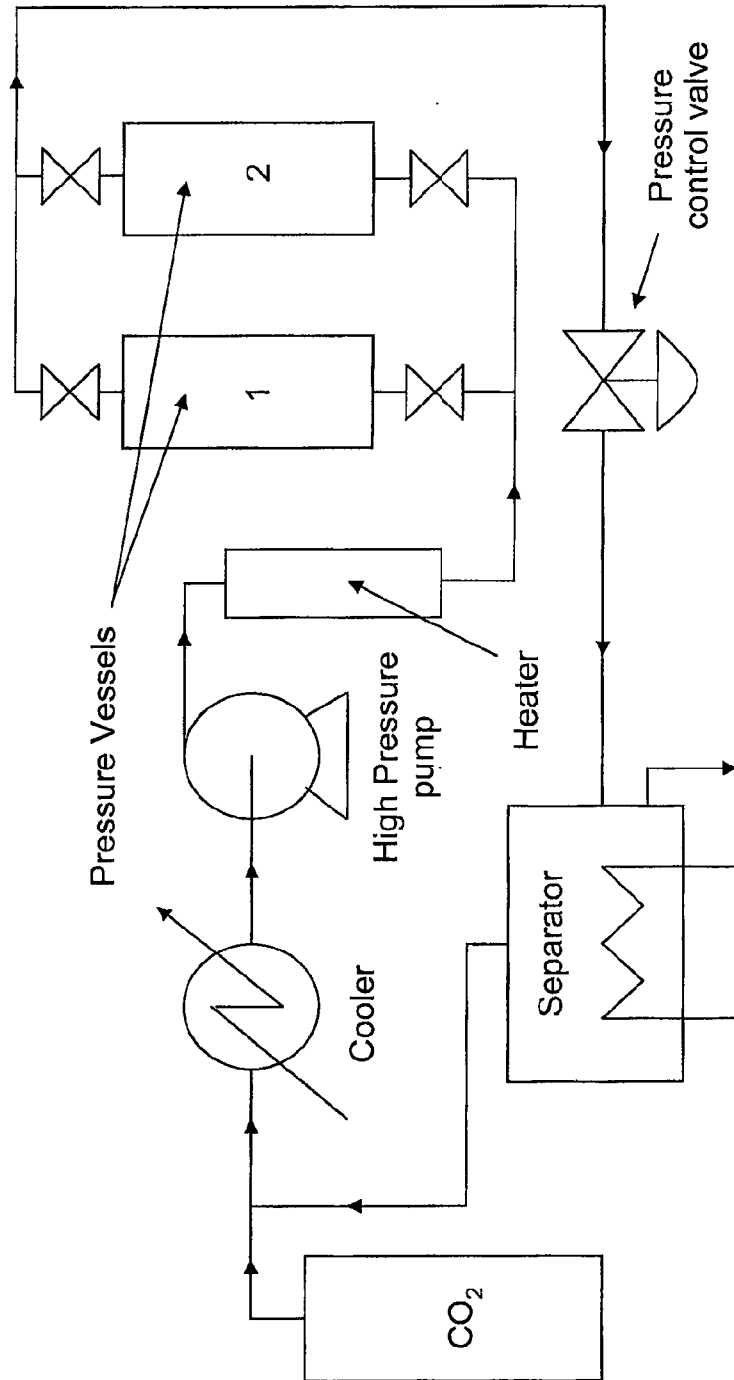 Pressure Vessels
1
2
Cooler
High Pressure
pump
Heater
CO₂
Separator
Pressure
control valve